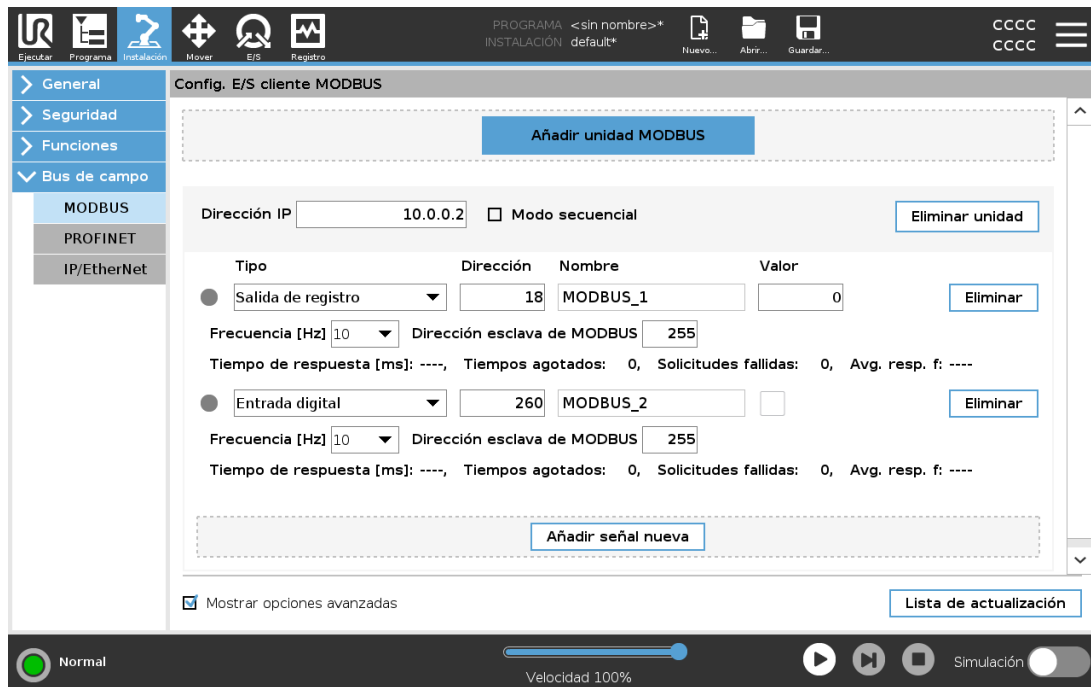 PROGRAMA <sin nombre>*
INSTALACIÓN default*
CCCC
CCCC
UR
Ejecutar Programa Instalación Mover E/S Registro Nuevo... Abrir... Guardar...
General
Config. E/S cliente MODBUS
Seguridad
Añadir unidad MODBUS
Funciones
Bus de campo
MODBUS
Dirección IP 10.0.0.2 Modo secuencial Eliminar unidad
PROFINET
IP/EtherNet
Tipo Dirección Nombre Valor
Salida de registro 18 MODBUS_1 0 Eliminar
Frecuencia [Hz] 10 Dirección esclava de MODBUS 255
Tiempo de respuesta [ms]: ----, Tiempos agotados: 0, Solicitudes fallidas: 0, Avg. resp. f: ----
Entrada digital 260 MODBUS_2 Eliminar
Frecuencia [Hz] 10 Dirección esclava de MODBUS 255
Tiempo de respuesta [ms]: ----, Tiempos agotados: 0, Solicitudes fallidas: 0, Avg. resp. f: ----
Añadir señal nueva
Mostrar opciones avanzadas Lista de actualización
Normal
Velocidad 100%
Simulación